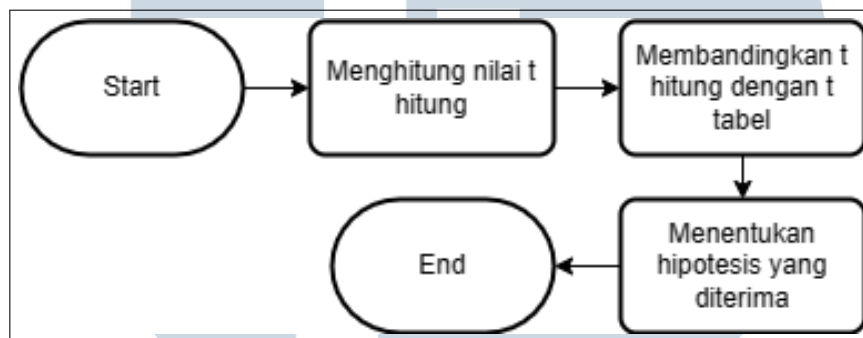 Start
Menghitung nilai t
hitung
Membandingkan t
hitung dengan t
tabel
Menentukan
hipotesis yang
diterima
End